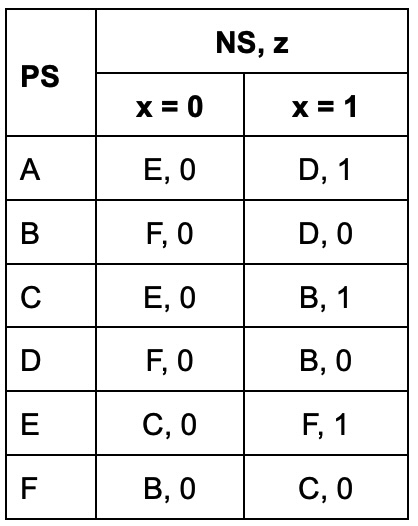 PS NS, z
x = 0 x = 1
A E, 0 D, 1
B F, 0 D, 0
C E, 0 B, 1
D F, 0 B, 0
E C, 0 F, 1
F B, 0 C, 0